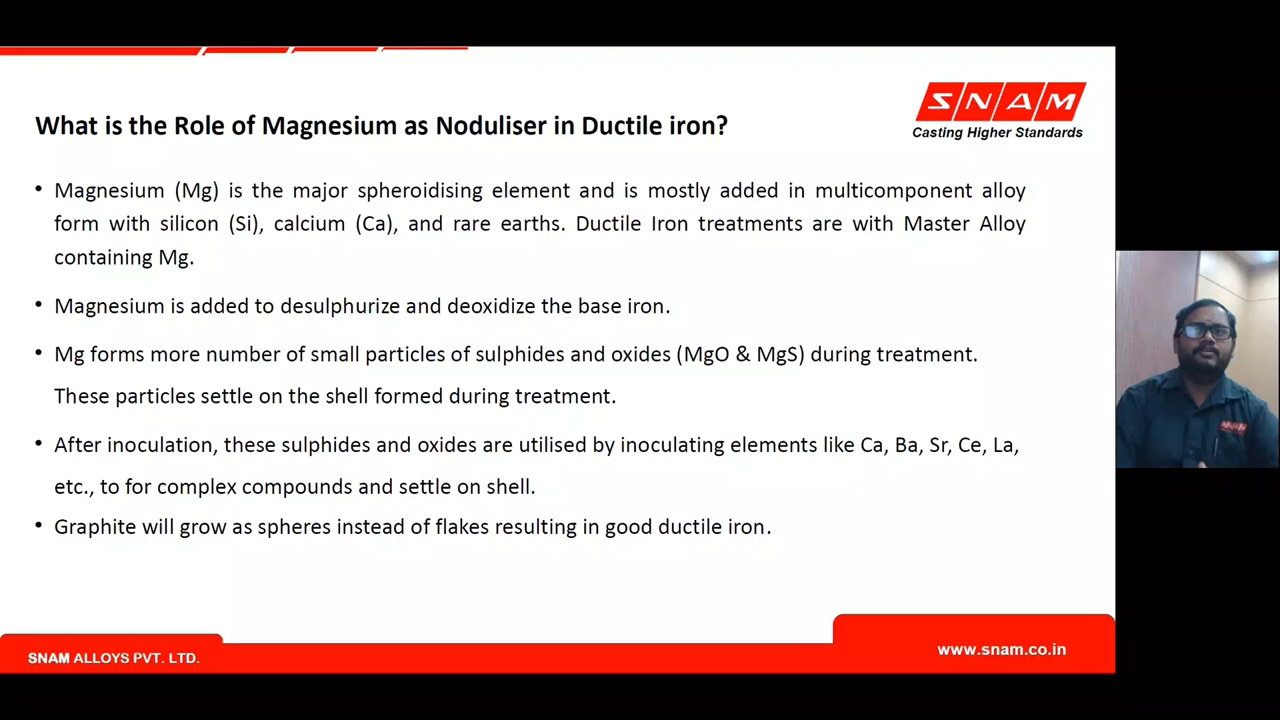 SNAM
Casting Higher Standards
What is the Role of Magnesium as Noduliser in Ductile iron?
• Magnesium (Mg) is the major spheroidising element and is mostly added in multicomponent alloy
form with silicon (Si), calcium (Ca), and rare earths. Ductile Iron treatments are with Master Alloy
containing Mg.
• Magnesium is added to desulphurize and deoxidize the base iron.
• Mg forms more number of small particles of sulphides and oxides (MgO & MgS) during treatment.
These particles settle on the shell formed during treatment.
• After inoculation, these sulphides and oxides are utilised by inoculating elements like Ca, Ba, Sr, Ce, La,
etc., to for complex compounds and settle on shell.
• Graphite will grow as spheres instead of flakes resulting in good ductile iron.
SNAM
SNAM ALLOYS PVT. LTD.
www.snam.co.in